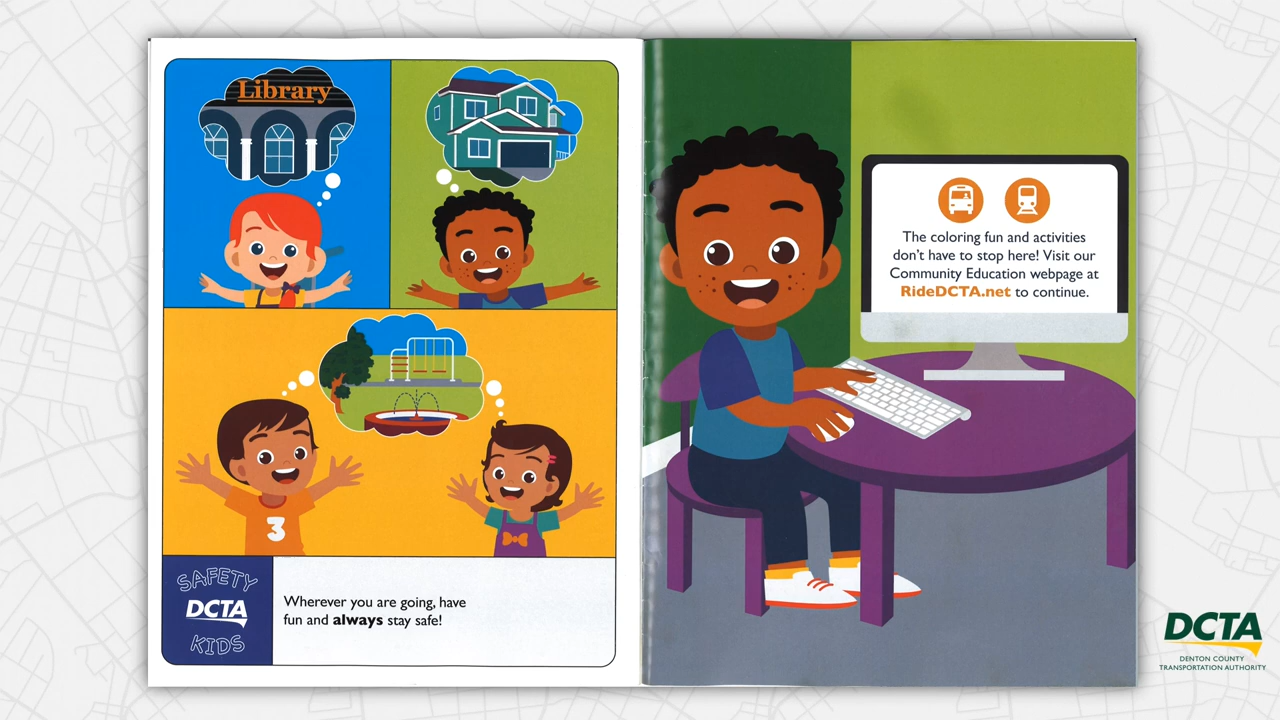 Library
3
SAFETY
DCTA
KIDS
Wherever you are going, have
fun and always stay safe!
The coloring fun and activities
don't have to stop here! Visit our
Community Education webpage at
RideDCTA.net to continue.
DCTA
DENTON COUNTY
TRANSPORTATION AUTHORITY